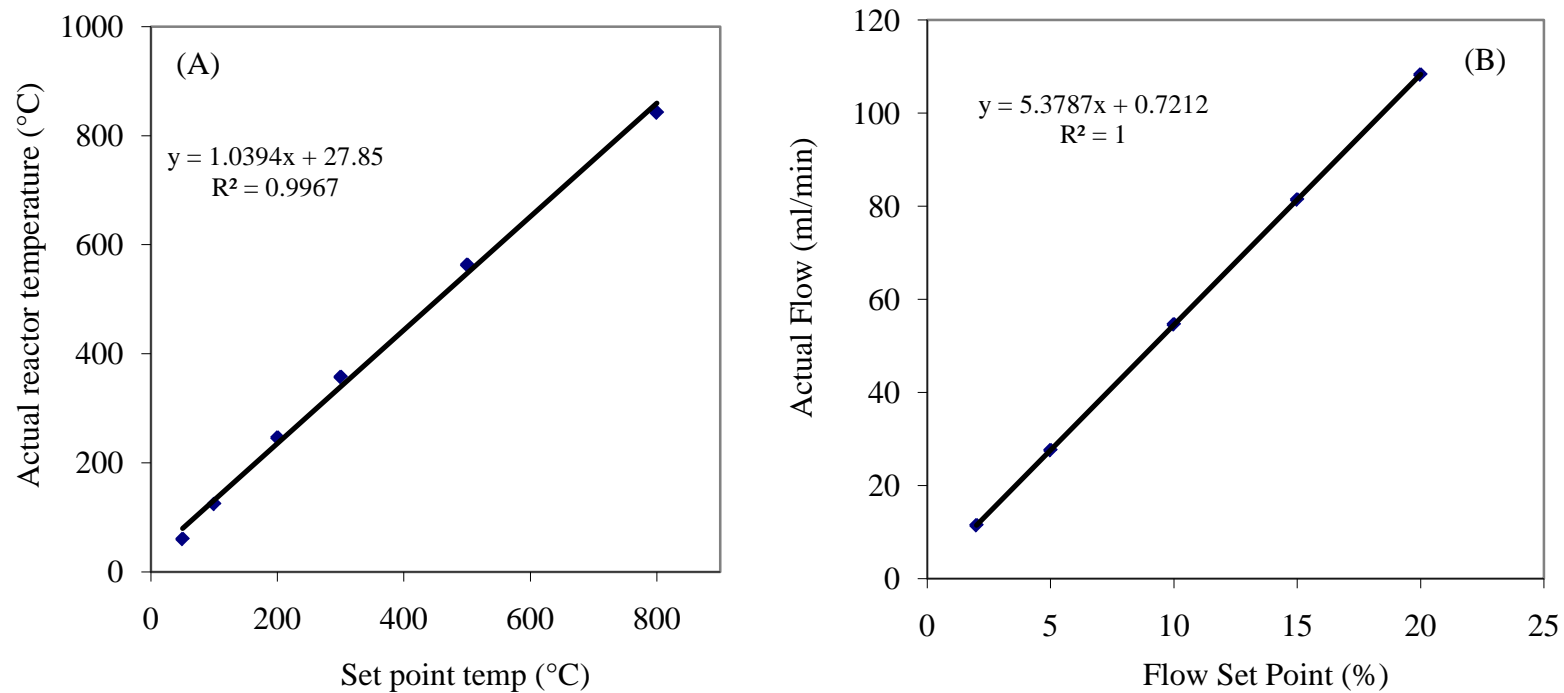 (A)
y = 1.0394x + 27.85
R² = 0.9967
Actual reactor temperature (°C)
1000
800
600
400
200
0
0 200 400 600 800
Set point temp (°C)
(B)
y = 5.3787x + 0.7212
R² = 1
Actual Flow (ml/min)
120
100
80
60
40
20
0
0 5 10 15 20 25
Flow Set Point (%)